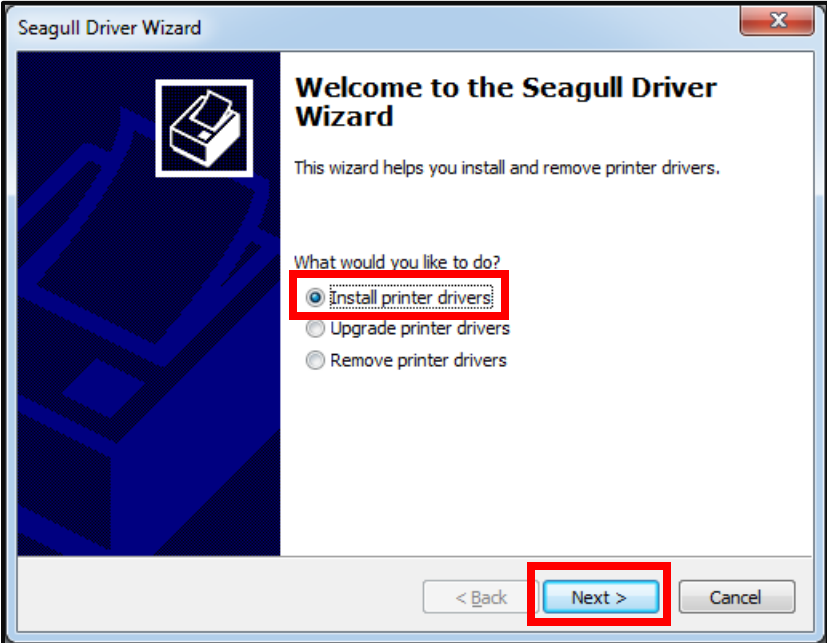 Seagull Driver Wizard
Welcome to the Seagull Driver
Wizard
This wizard helps you install and remove printer drivers.
What would you like to do?
Install printer drivers
Upgrade printer drivers
Remove printer drivers
< Back
Next >
Cancel